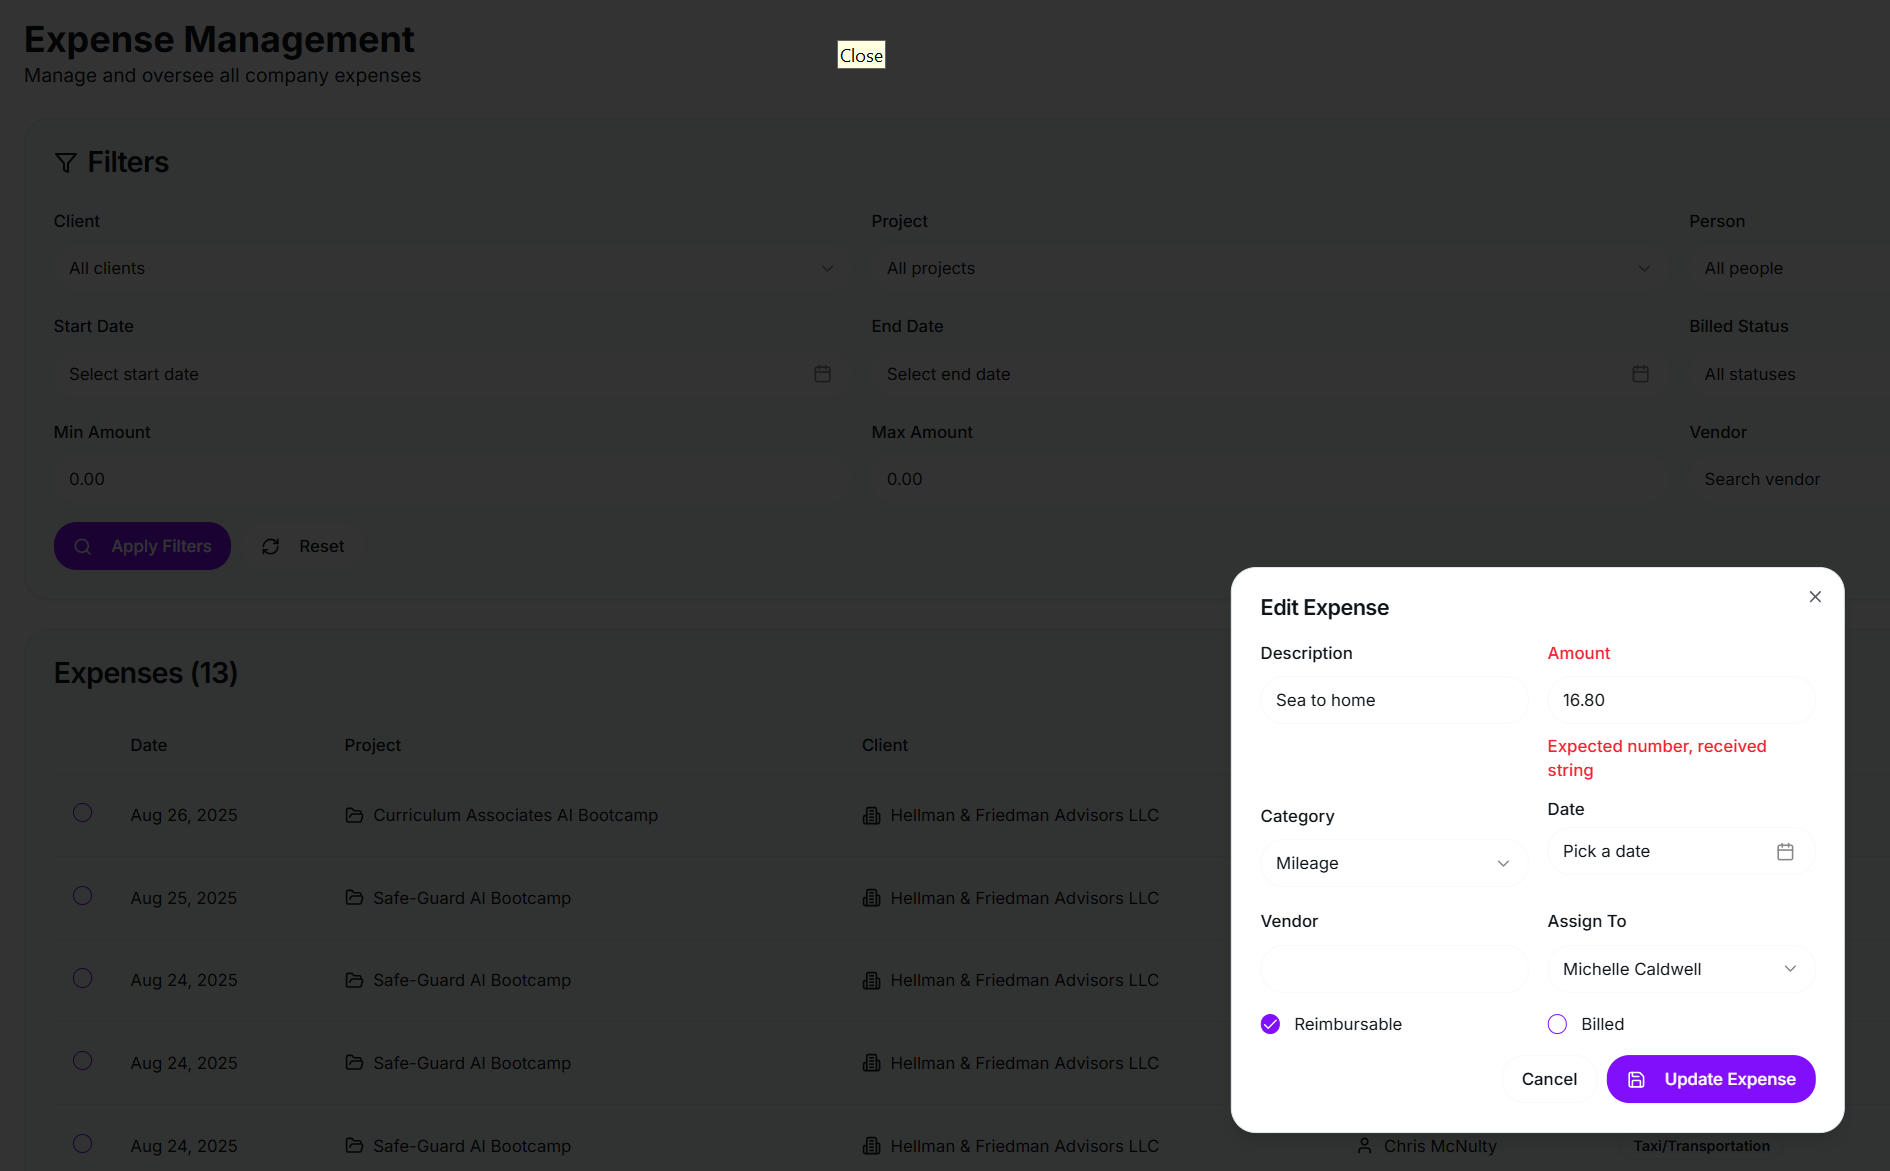 Expense Management
Manage and oversee all company expenses
Close
Filters
Client
Project
Person
All clients
All projects
All people
Start Date
End Date
Billed Status
Select start date
Select end date
All statuses
Min Amount
Max Amount
Vendor
0.00
0.00
Search vendor
Apply Filters
Reset
Expenses (13)
Date
Project
Client
Aug 26, 2025
Curriculum Associates AI Bootcamp
Hellman & Friedman Advisors LLC
Aug 25, 2025
Safe-Guard AI Bootcamp
Hellman & Friedman Advisors LLC
Aug 24, 2025
Safe-Guard AI Bootcamp
Hellman & Friedman Advisors LLC
Aug 24, 2025
Safe-Guard AI Bootcamp
Hellman & Friedman Advisors LLC
Aug 24, 2025
Safe-Guard AI Bootcamp
Hellman & Friedman Advisors LLC
Chris McNulty
Taxi/Transportation
Edit Expense
Description
Amount
Sea to home
16.80
Expected number, received
string
Category
Date
Mileage
Pick a date
Vendor
Assign To
Michelle Caldwell
Reimbursable
Billed
Cancel
Update Expense